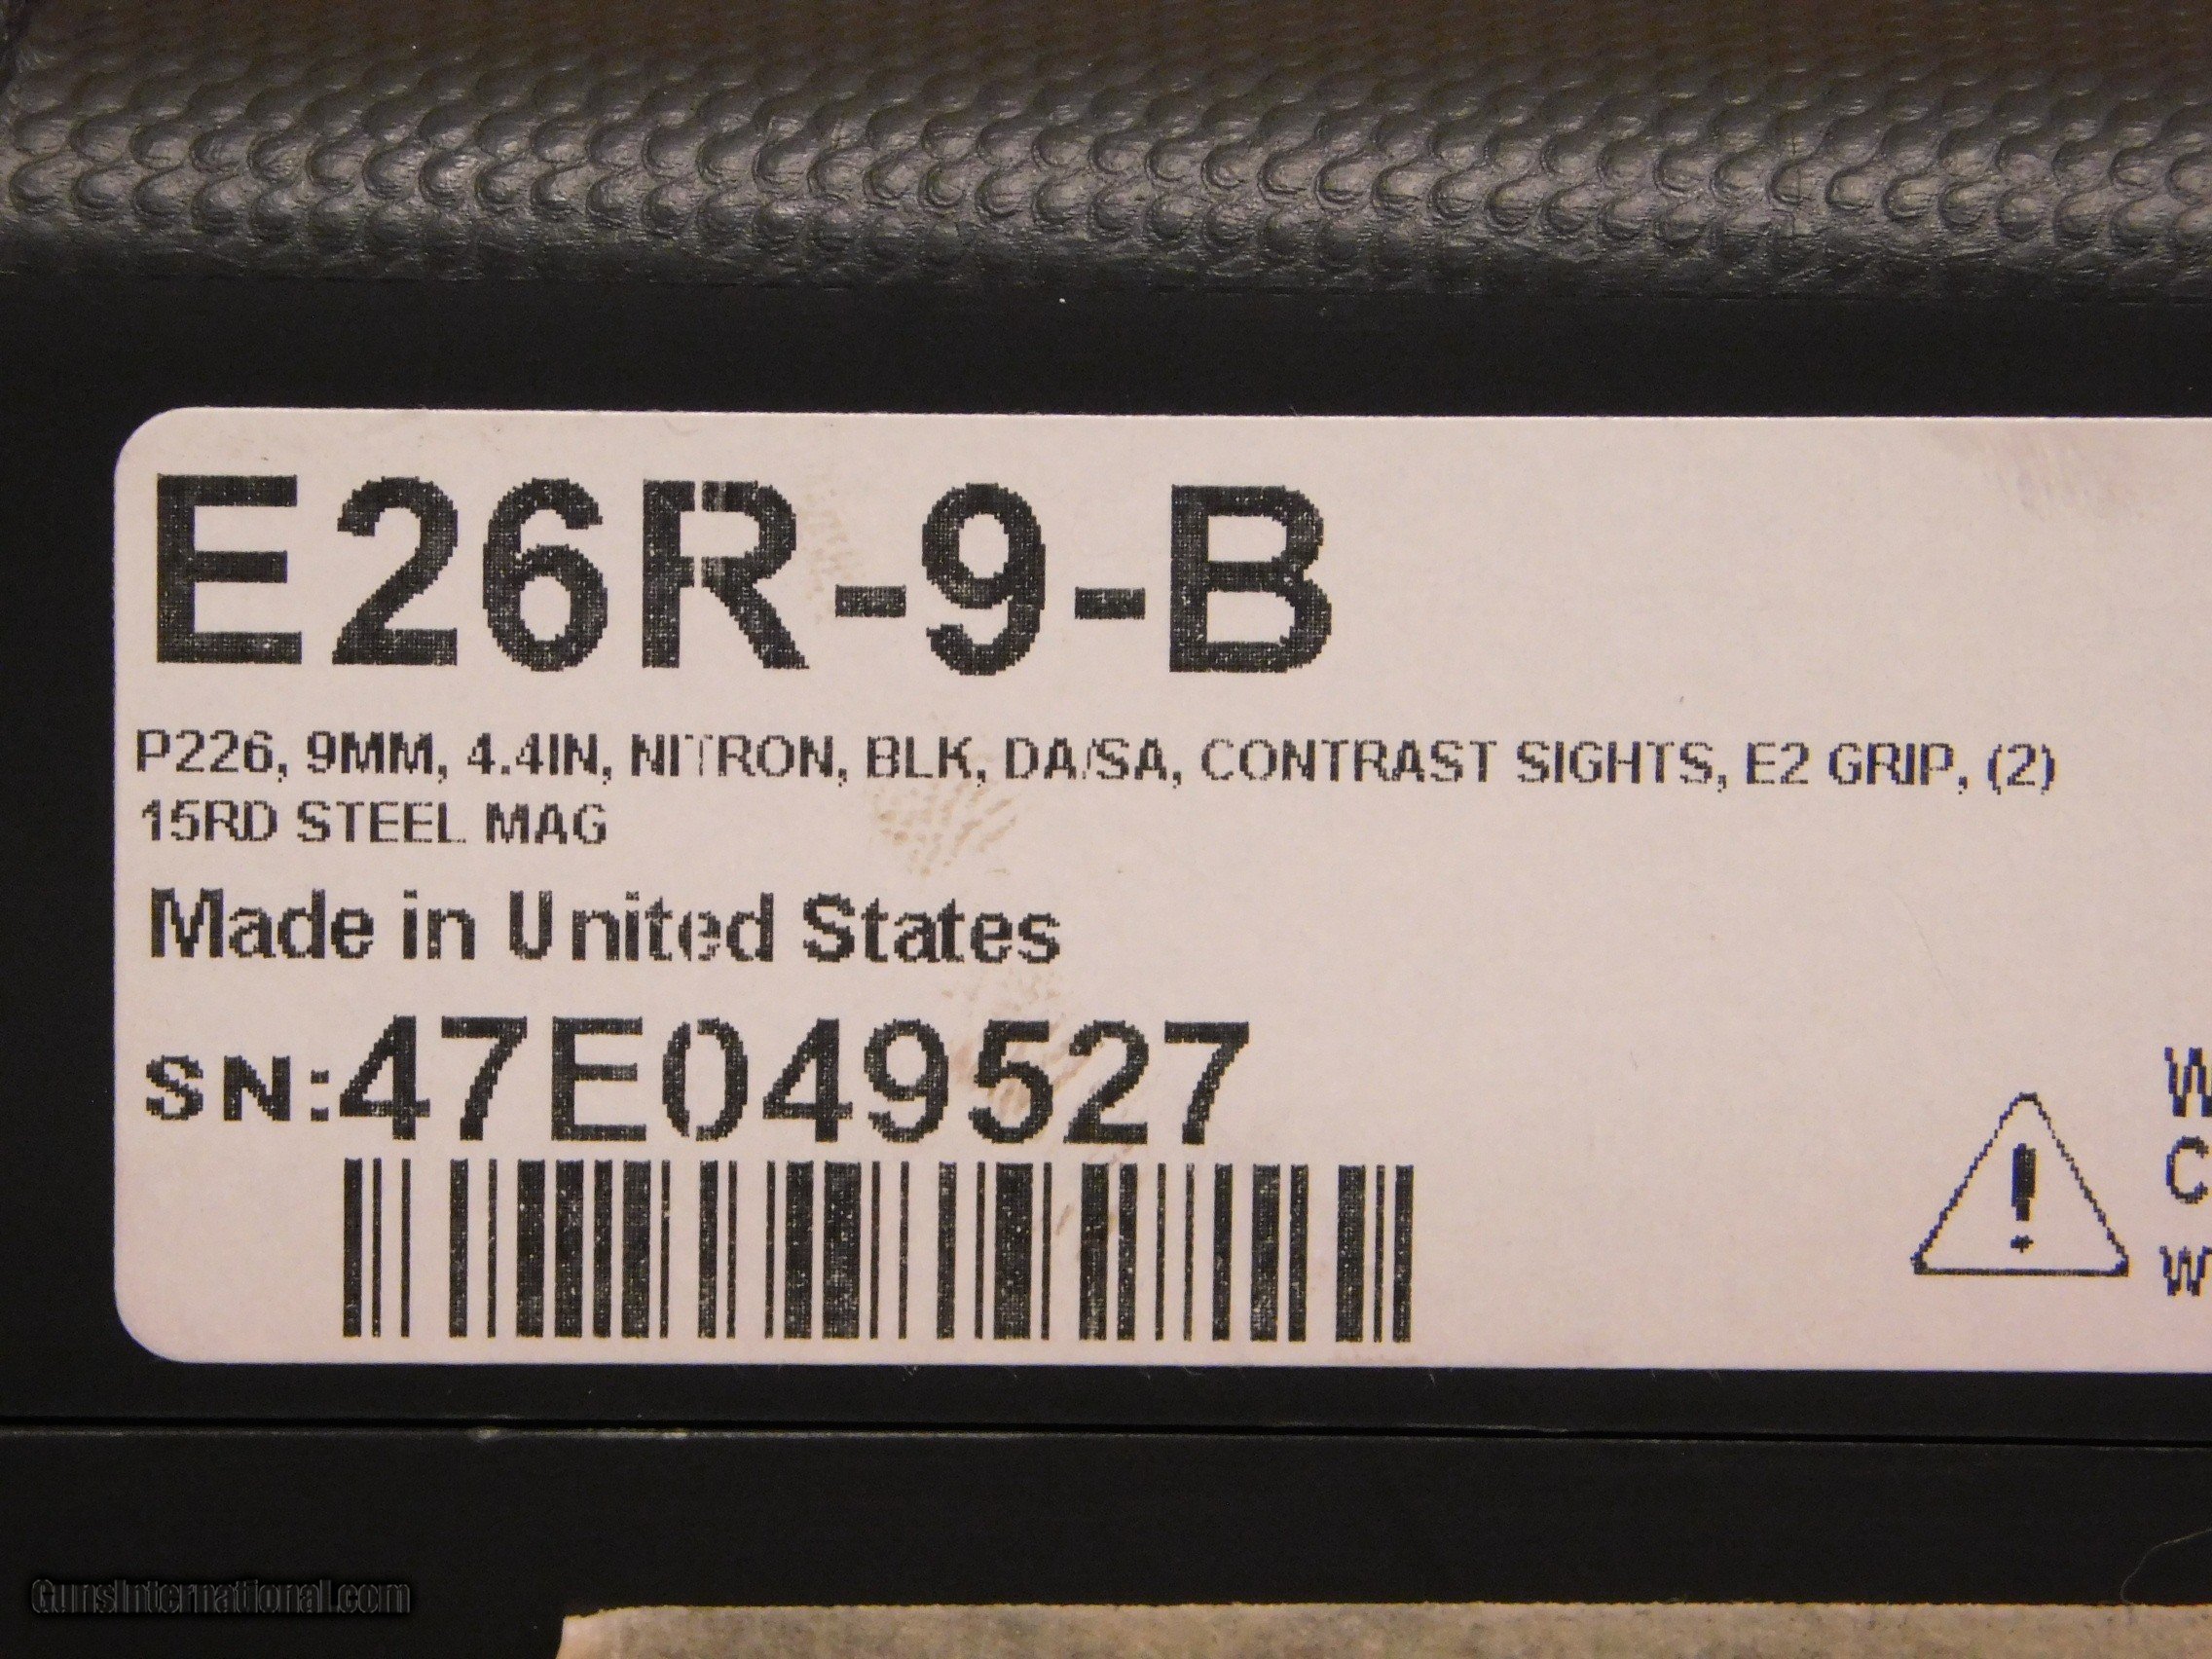 E26R-9-B
P226, 9MM, 4.4IN, NITRON, BLK, DA/SA, CONTRAST SIGHTS, E2 GRIP, (2)
15RD STEEL MAG
Made in United States
SN:47E049527
!
W
C
w
GunsInternational.com